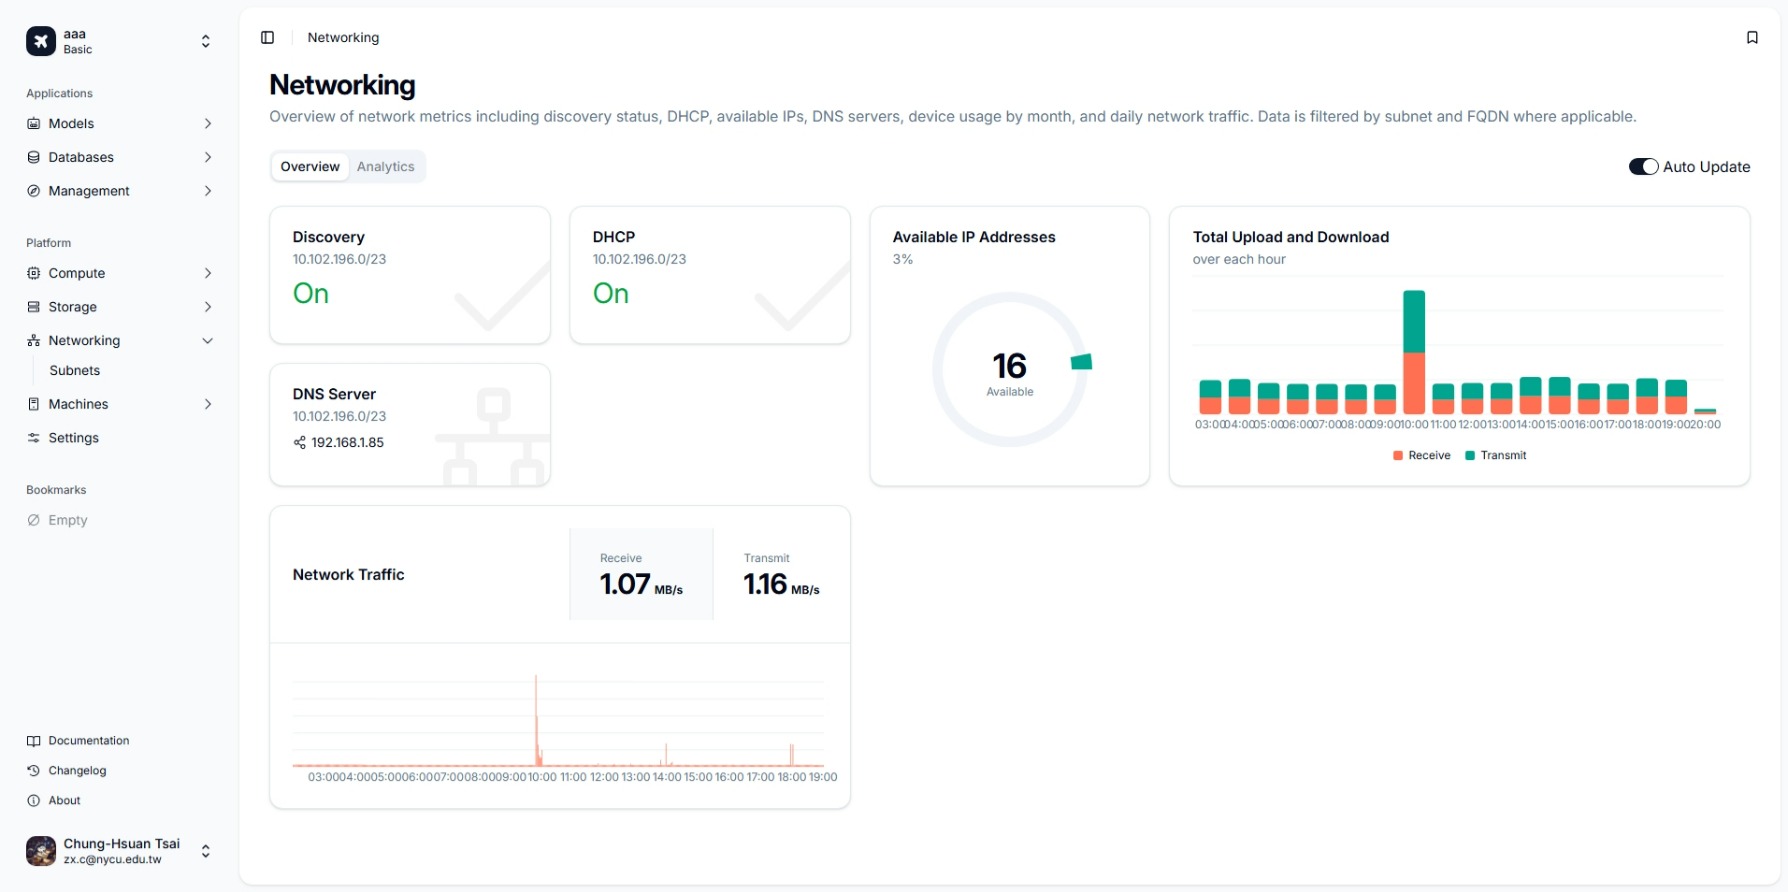 aaa
Basic
Applications
Models
Databases
Management
Platform
Compute
Storage
Networking
Subnets
Machines
Settings
Bookmarks
Empty
Documentation
Changelog
About
Chung-Hsuan Tsai
zx.c@nycu.edu.tw
Networking
Networking
Overview of network metrics including discovery status, DHCP, available IPs, DNS servers, device usage by month, and daily network traffic. Data is filtered by subnet and FQDN where applicable.
Overview Analytics
Auto Update
Discovery
10.102.196.0/23
On
DHCP
10.102.196.0/23
On
DNS Server
10.102.196.0/23
192.168.1.85
Available IP Addresses
3%
16
Available
Total Upload and Download
over each hour
03:00 04:00 05:00 06:00 07:00 08:00 09:00 10:00 11:00 12:00 13:00 14:00 15:00 16:00 17:00 18:00 19:00 20:00
Receive Transmit
Network Traffic
Receive
1.07 MB/s
Transmit
1.16 MB/s
03:00 04:00 05:00 06:00 07:00 08:00 09:00 10:00 11:00 12:00 13:00 14:00 15:00 16:00 17:00 18:00 19:00